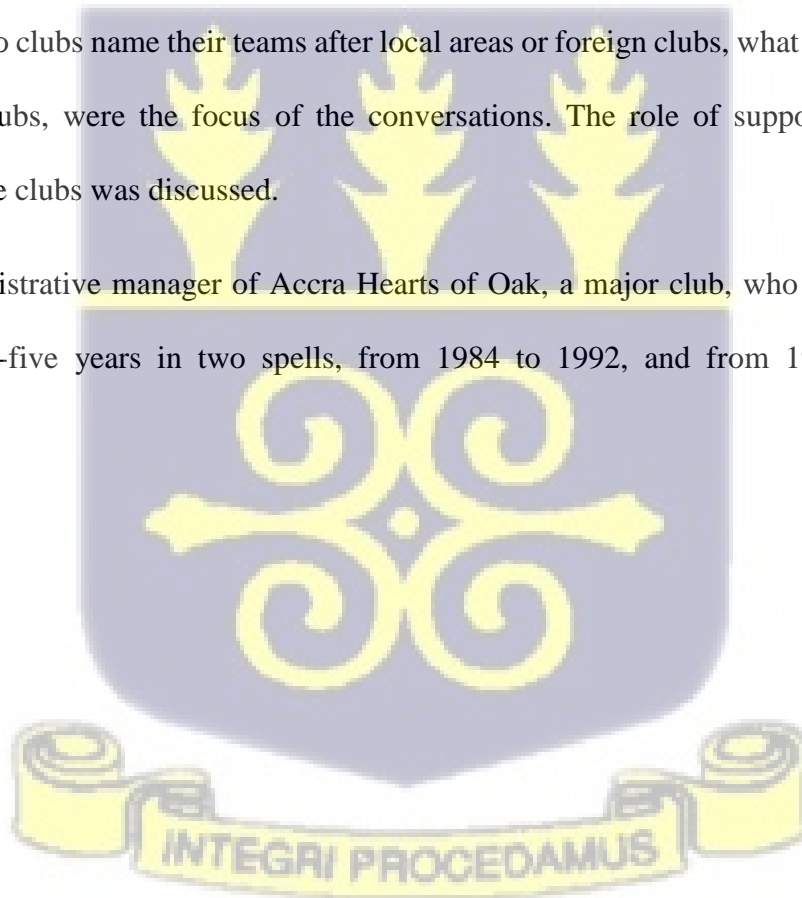 o clubs name their teams after local areas or foreign clubs, what
ubs, were the focus of the conversations. The role of suppo
e clubs was discussed.
istrative manager of Accra Hearts of Oak, a major club, who
-five years in two spells, from 1984 to 1992, and from 1
INTEGRI PROCEDAMUS